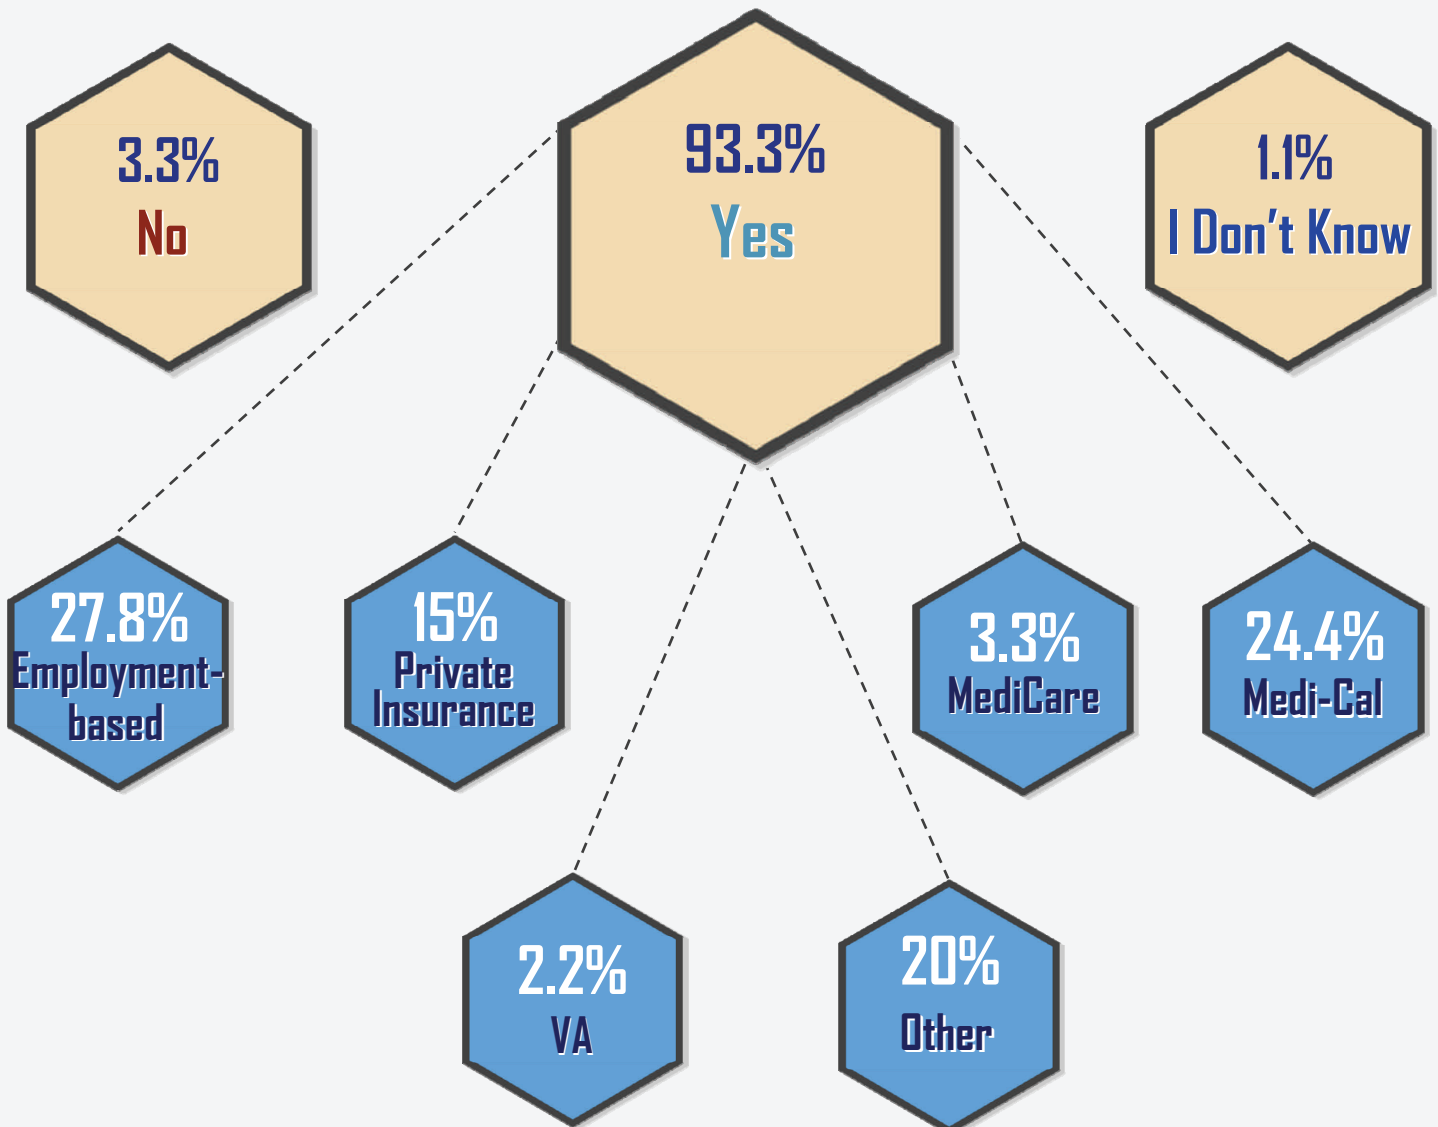 3.3%
No
93.3%
Yes
1.1%
I Don't Know
27.8%
Employment-
based
15%
Private
Insurance
3.3%
MediCare
24.4%
Medi-Cal
2.2%
VA
20%
Other